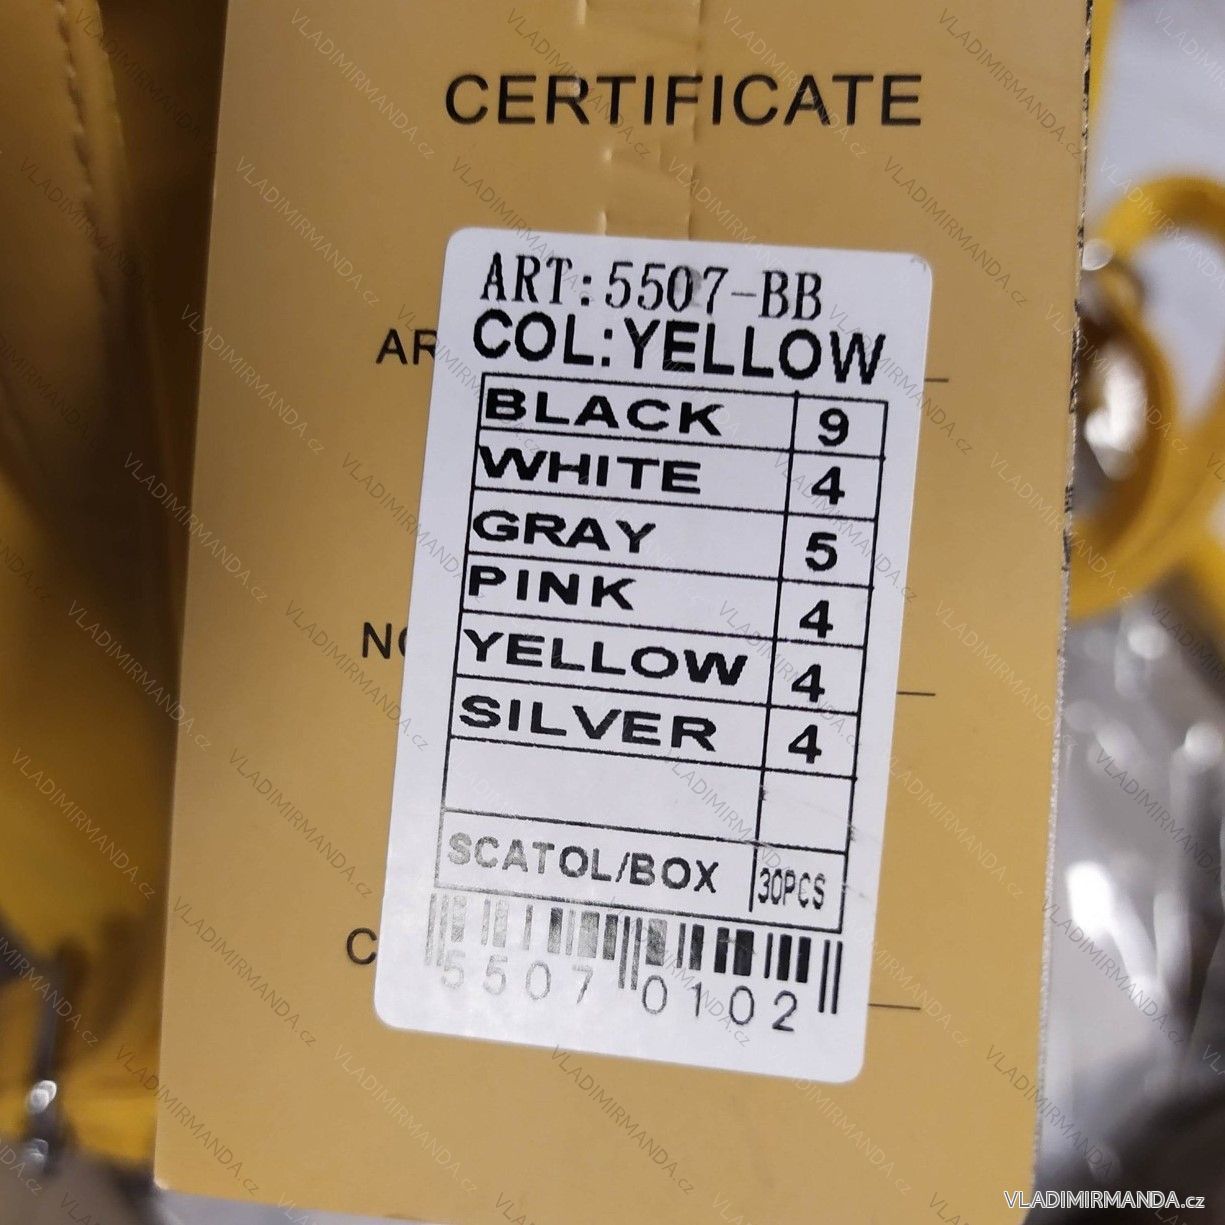 CERTIFICATE
ART:5507-BB
COL:YELLOW
AR
BLACK 9
WHITE 4
GRAY 5
PINK 4
NO
YELLOW 4
SILVER 4
SCATOL/BOX 30PCS
C
5507 0102
VLADIMIRMANDA.cz